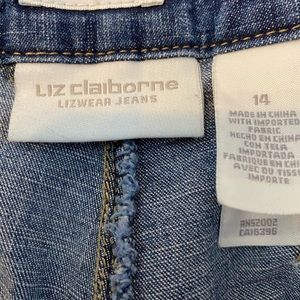 Liz claiborne
LIZWEAR JEANS
14
MADE IN CHINA
WITH IMPORTED
FABRIC
HECHO EN CHINA
CON TELA
IMPORTADA
FABRIQUE EN CHINE
AVEC DU TISSU
IMPORTE
RN52002
CA16396